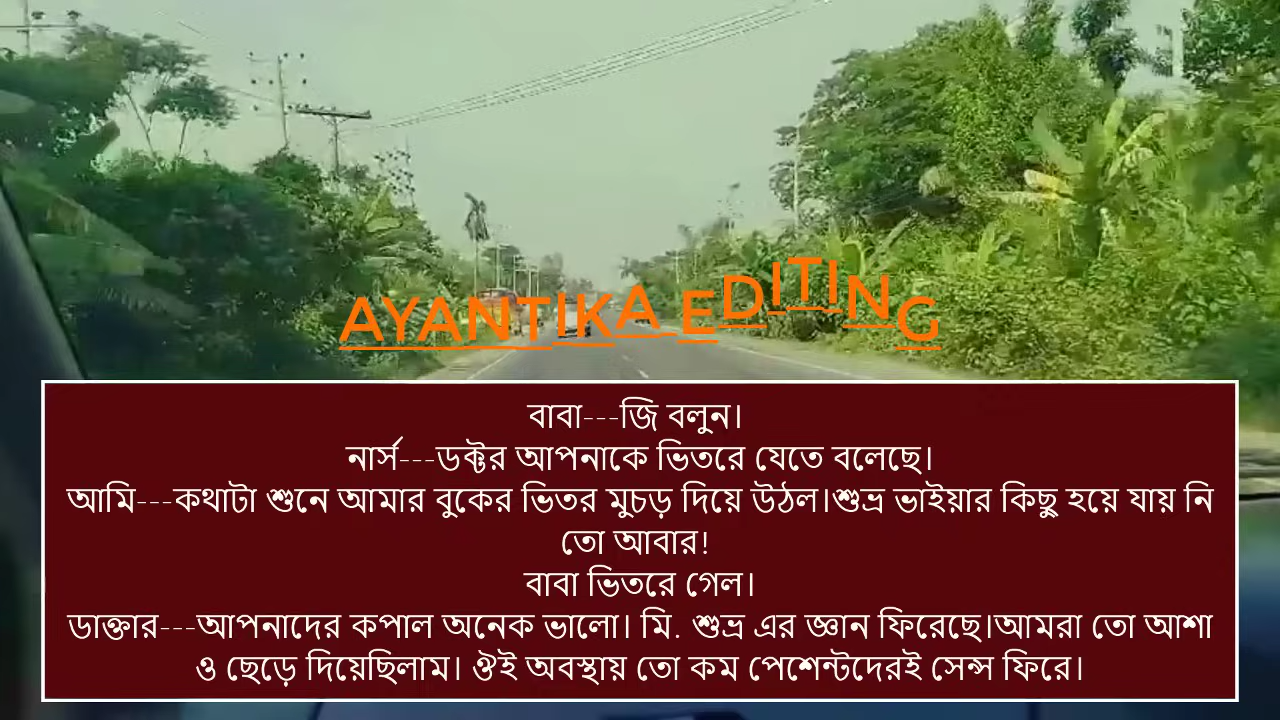 AYANTIKA EDITING
বাবা---জি বলুন।
নার্স---ডক্টর আপনাকে ভিতরে যেতে বলেছে।
আমি---কথাটা শুনে আমার বুকের ভিতর মুচড় দিয়ে উঠল।শুভ্র ভাইয়ার কিছু হয়ে যায় নি
তো আবার!
বাবা ভিতরে গেল।
ডাক্তার---আপনাদের কপাল অনেক ভালো। মি. শুভ্র এর জ্ঞান ফিরেছে।আমরা তো আশা
ও ছেড়ে দিয়েছিলাম। ঔই অবস্থায় তো কম পেশেন্টদেরই সেন্স ফিরে।